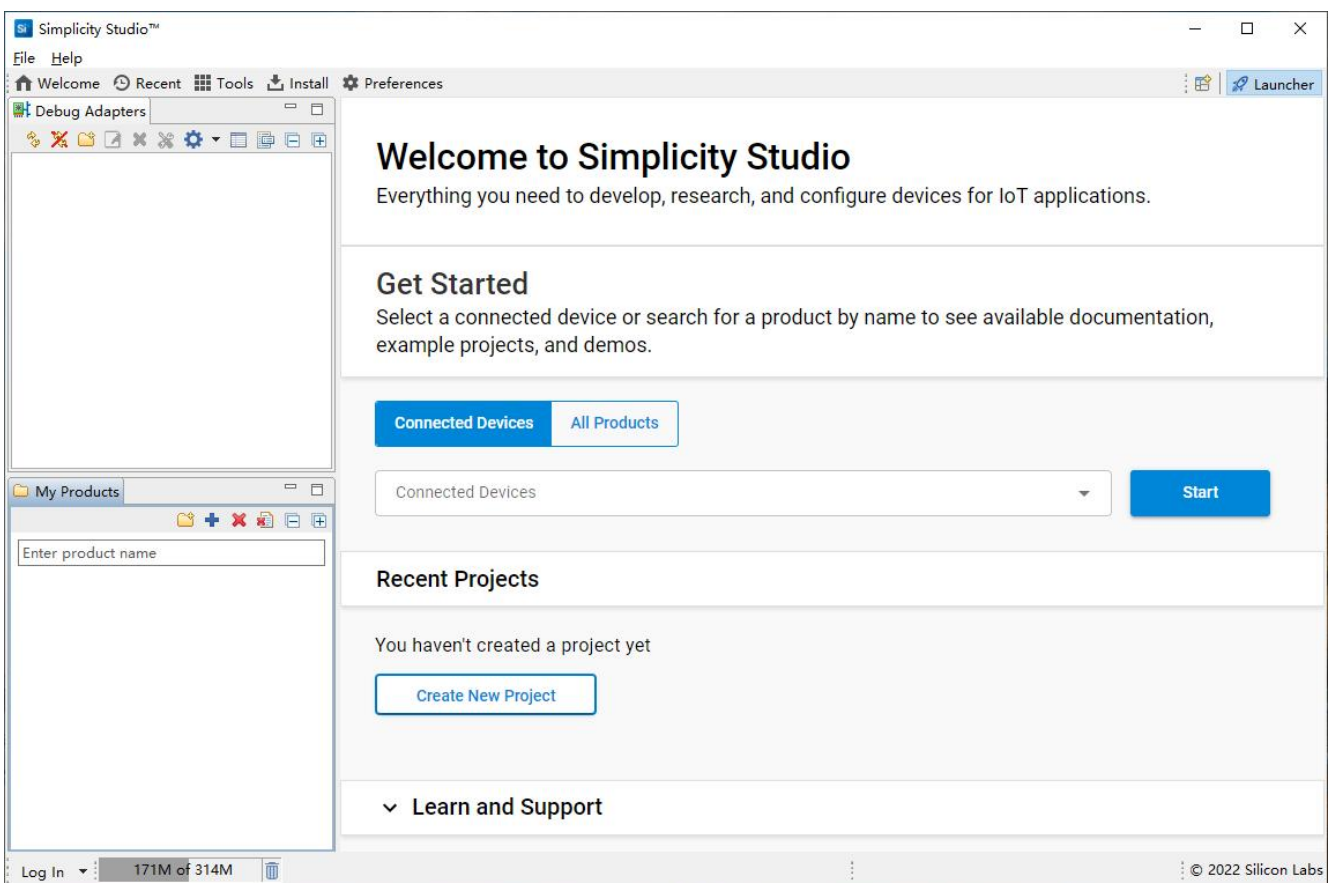 Si Simplicity Studio™
File Help
Welcome Recent Tools Install Preferences Launcher
Debug Adapters
Welcome to Simplicity Studio
Everything you need to develop, research, and configure devices for IoT applications.
Get Started
Select a connected device or search for a product by name to see available documentation,
example projects, and demos.
Connected Devices All Products
Connected Devices Start
My Products
Enter product name
Recent Projects
You haven't created a project yet
Create New Project
Learn and Support
Log In 171M of 314M © 2022 Silicon Labs